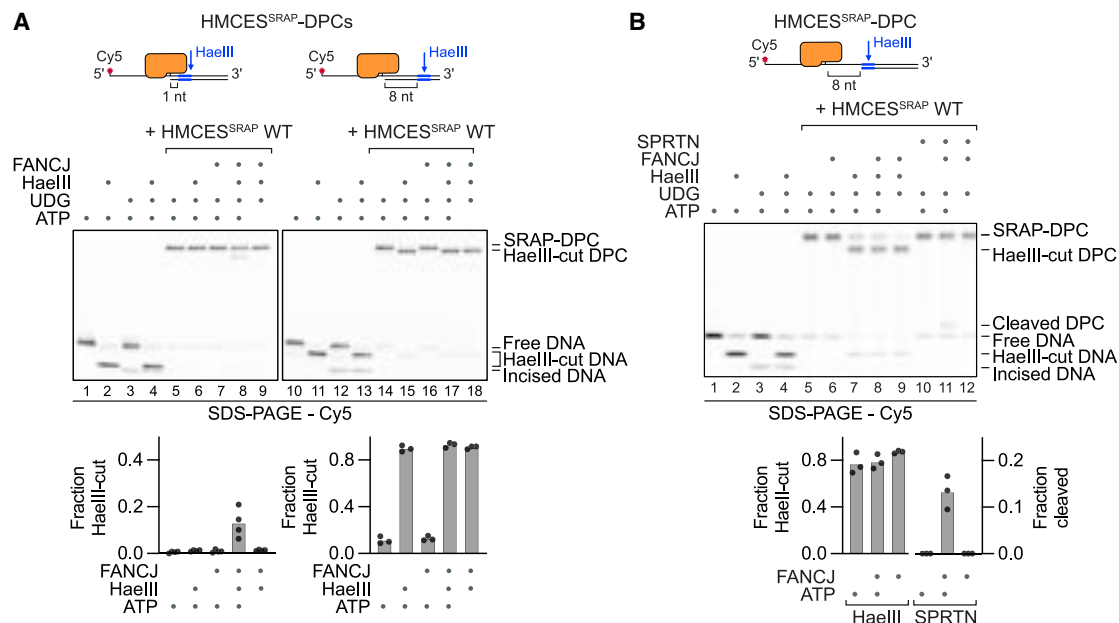 A
HMCES^SRAP-DPCs
Cy5
HaeIII
5'
3'
1 nt
Cy5
HaeIII
5'
3'
8 nt
+ HMCES^SRAP WT
+ HMCES^SRAP WT
FANCJ
HaeIII
UDG
ATP
SRAP-DPC
HaeIII-cut DPC
Free DNA
HaeIII-cut DNA
Incised DNA
1 2 3 4 5 6 7 8 9 10 11 12 13 14 15 16 17 18
SDS-PAGE - Cy5
Fraction
HaeIII-cut
0.4
0.2
0.0
Fraction
HaeIII-cut
0.8
0.4
0.0
FANCJ
HaeIII
ATP
FANCJ
HaeIII
ATP
B
HMCES^SRAP-DPC
Cy5
HaeIII
5'
3'
8 nt
+ HMCES^SRAP WT
SPRTN
FANCJ
HaeIII
UDG
ATP
SRAP-DPC
HaeIII-cut DPC
Cleaved DPC
Free DNA
HaeIII-cut DNA
Incised DNA
1 2 3 4 5 6 7 8 9 10 11 12
SDS-PAGE - Cy5
Fraction
HaeII-cut
0.8
0.4
0.0
0.2
0.1
0.0
Fraction
cleaved
FANCJ
ATP
HaeIII
SPRTN